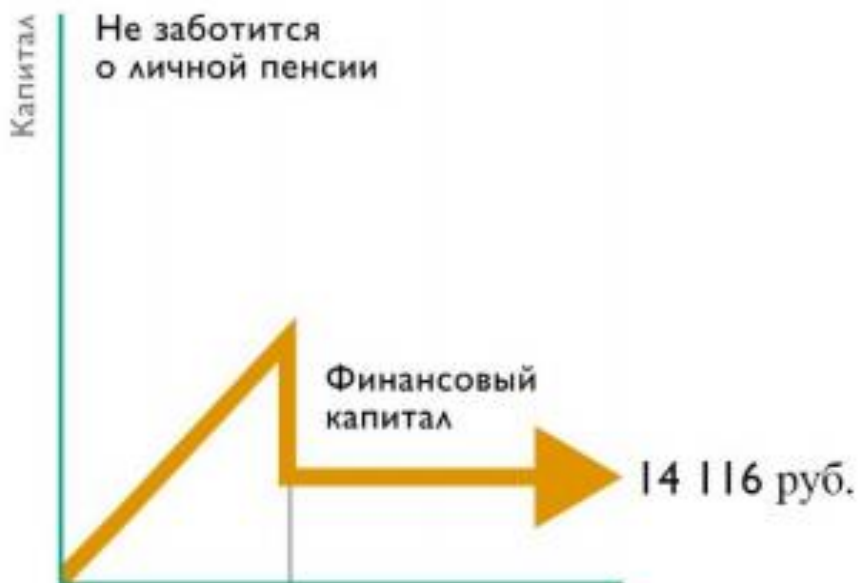 Капитал
Не заботится
о личной пенсии
Финансовый
капитал
14 116 руб.